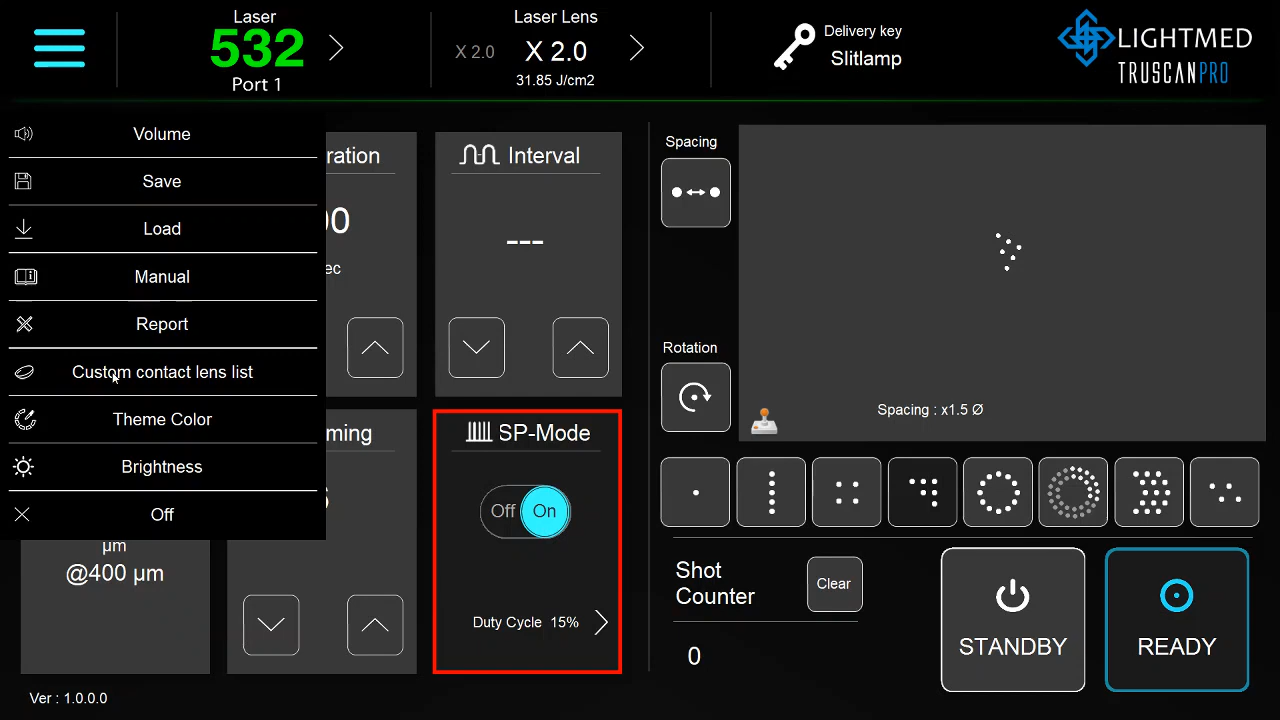 Laser
532
Port 1
Laser Lens
X 2.0
X 2.0
31.85 J/cm2
Delivery key
Slitlamp
LIGHTMED
TRUSCAN PRO
Volume
Save
Load
Manual
Report
Custom contact lens list
Theme Color
Brightness
Off
ration
ec
Interval
---
ming
SP-Mode
Off
On
Duty Cycle 15%
µm
@400 µm
Spacing
Rotation
Spacing : x1.5 Ø
Shot
Counter
Clear
0
STANDBY
READY
Ver : 1.0.0.0